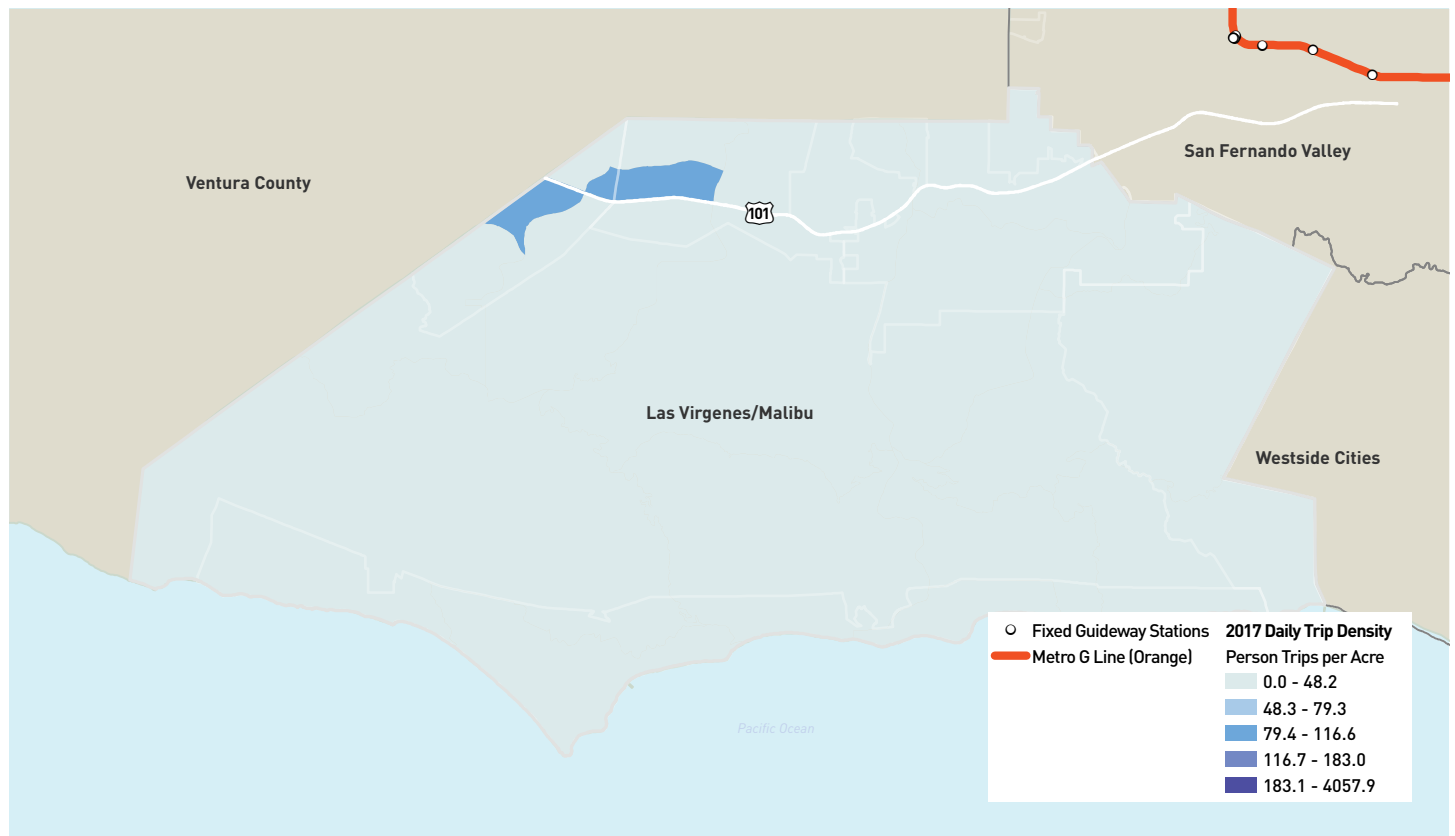 San Fernando Valley
Ventura County
101
Las Virgenes/Malibu
Westside Cities
Pacific Ocean
Fixed Guideway Stations
Metro G Line (Orange)
2017 Daily Trip Density
Person Trips per Acre
0.0 - 48.2
48.3 - 79.3
79.4 - 116.6
116.7 - 183.0
183.1 - 4057.9